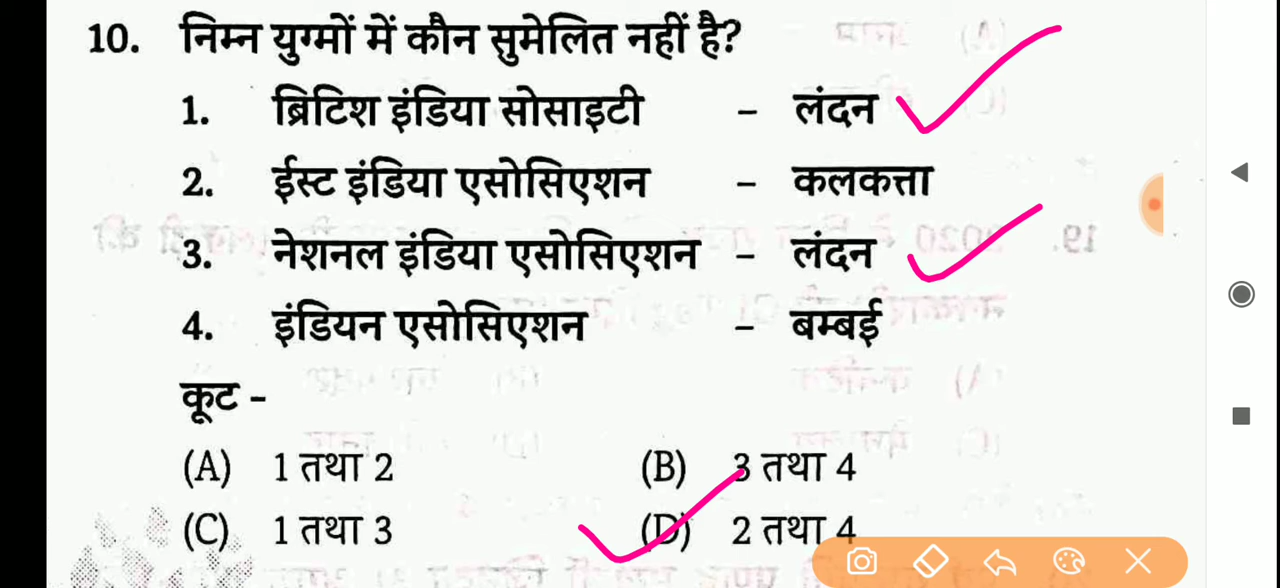 10. निम्न युग्मों में कौन सुमेलित नहीं है?
1. ब्रिटिश इंडिया सोसाइटी - लंदन
2. ईस्ट इंडिया एसोसिएशन - कलकत्ता
3. नेशनल इंडिया एसोसिएशन - लंदन
4. इंडियन एसोसिएशन - बम्बई
कूट -
(A) 1 तथा 2 (B) 3 तथा 4
(C) 1 तथा 3 (D) 2 तथा 4